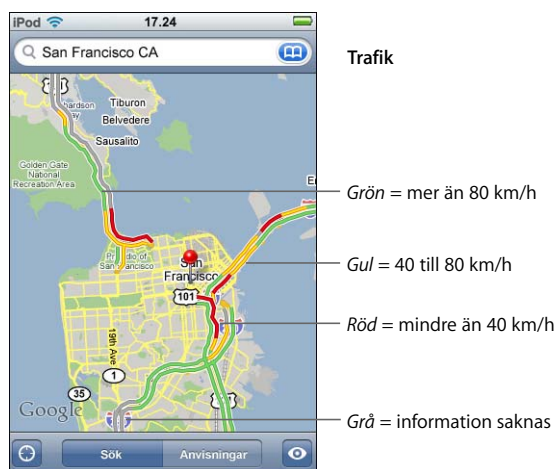 iPod 17.24
San Francisco CA
Trafik
Tiburon
Belvedere
Sausalito
Golden Gate
National
Recreation Area
Grön = mer än 80 km/h
San
Francisco
Gul = 40 till 80 km/h
101
Röd = mindre än 40 km/h
19th Ave
1
35
Google
Grå = information saknas
Sök Anvisningar